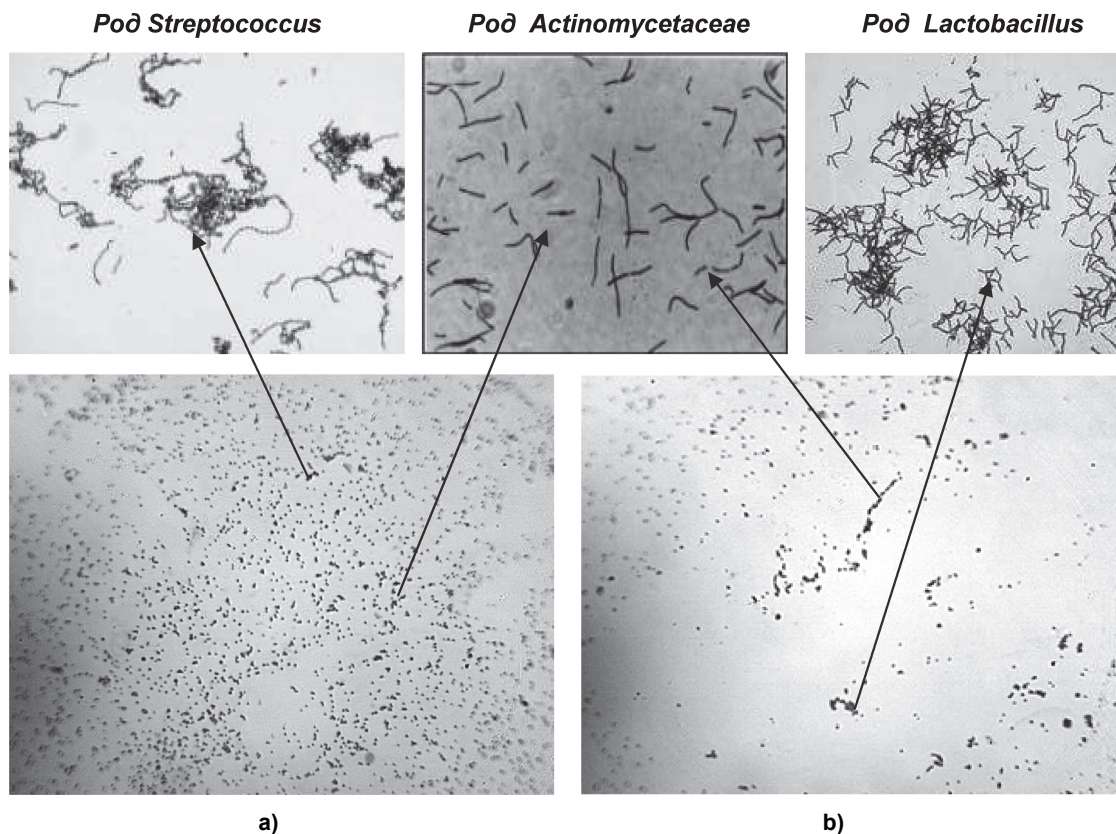 Род Streptococcus
Род Actinomycetaceae
Род Lactobacillus
a)
b)